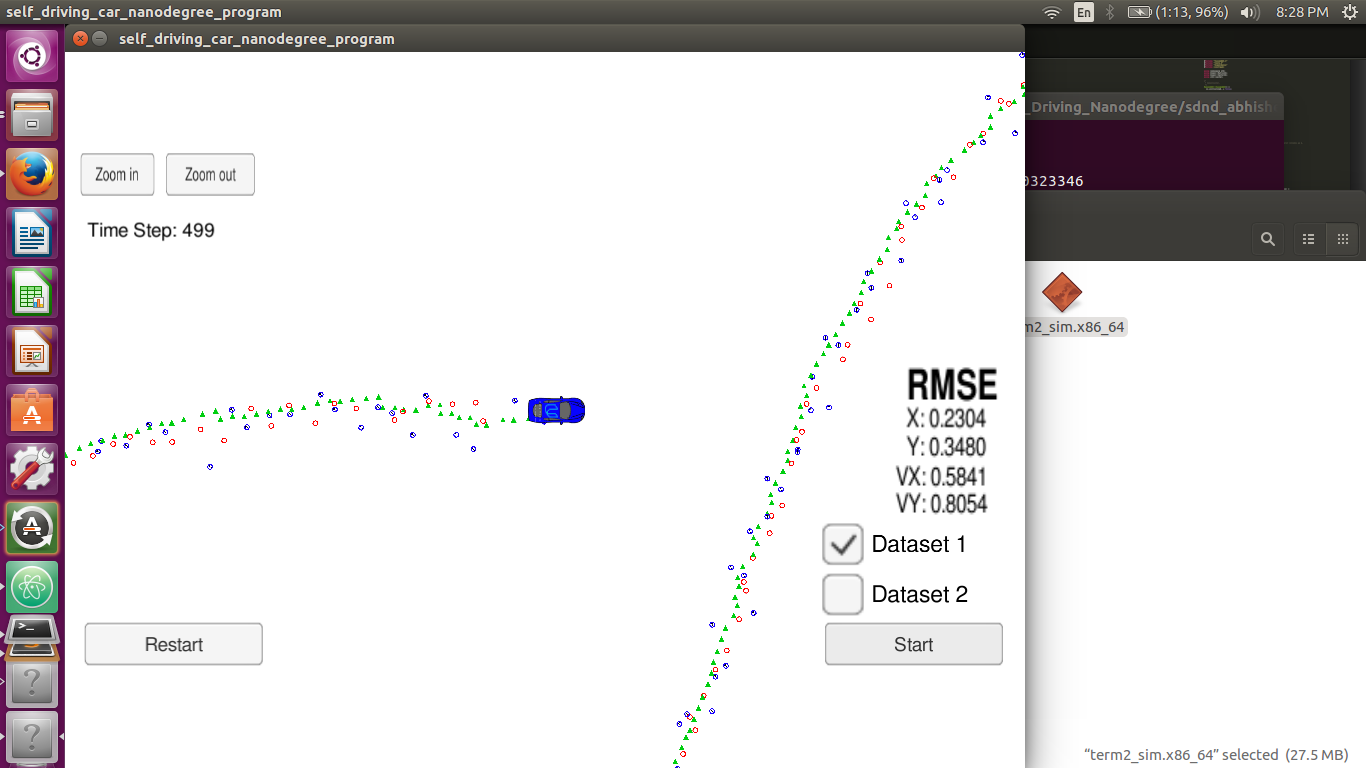 self_driving_car_nanodegree_program
En
(1:13, 96%)
8:28 PM
self_driving_car_nanodegree_program
_Driving_Nanodegree/sdnd_abhish
0323346
Zoom in
Zoom out
Time Step: 499
m2_sim.x86_64
RMSE
X: 0.2304
Y: 0.3480
VX: 0.5841
VY: 0.8054
Dataset 1
Dataset 2
Restart
Start
“term2_sim.x86_64” selected (27.5 MB)